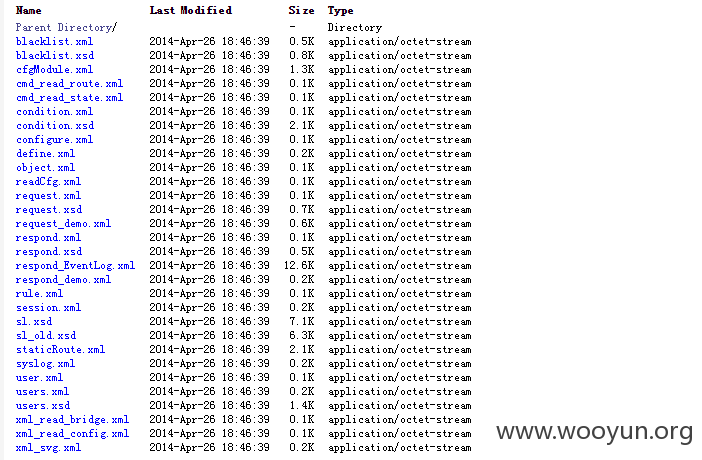 Name Last Modified Size Type
Parent Directory/ - Directory
blacklist.xml 2014-Apr-26 18:46:39 0.5K application/octet-stream
blacklist.xsd 2014-Apr-26 18:46:39 0.8K application/octet-stream
cfgModule.xml 2014-Apr-26 18:46:39 1.3K application/octet-stream
cmd_read_route.xml 2014-Apr-26 18:46:39 0.1K application/octet-stream
cmd_read_state.xml 2014-Apr-26 18:46:39 0.1K application/octet-stream
condition.xml 2014-Apr-26 18:46:39 0.1K application/octet-stream
condition.xsd 2014-Apr-26 18:46:39 2.1K application/octet-stream
configure.xml 2014-Apr-26 18:46:39 0.1K application/octet-stream
define.xml 2014-Apr-26 18:46:39 0.2K application/octet-stream
object.xml 2014-Apr-26 18:46:39 0.1K application/octet-stream
readCfg.xml 2014-Apr-26 18:46:39 0.1K application/octet-stream
request.xml 2014-Apr-26 18:46:39 0.1K application/octet-stream
request.xsd 2014-Apr-26 18:46:39 0.7K application/octet-stream
request_demo.xml 2014-Apr-26 18:46:39 0.6K application/octet-stream
respond.xml 2014-Apr-26 18:46:39 0.1K application/octet-stream
respond.xsd 2014-Apr-26 18:46:39 0.5K application/octet-stream
respond_EventLog.xml 2014-Apr-26 18:46:39 12.6K application/octet-stream
respond_demo.xml 2014-Apr-26 18:46:39 0.2K application/octet-stream
rule.xml 2014-Apr-26 18:46:39 0.1K application/octet-stream
session.xml 2014-Apr-26 18:46:39 0.2K application/octet-stream
sl.xsd 2014-Apr-26 18:46:39 7.1K application/octet-stream
sl_old.xsd 2014-Apr-26 18:46:39 6.3K application/octet-stream
staticRoute.xml 2014-Apr-26 18:46:39 2.1K application/octet-stream
syslog.xml 2014-Apr-26 18:46:39 0.2K application/octet-stream
user.xml 2014-Apr-26 18:46:39 0.1K application/octet-stream
users.xml 2014-Apr-26 18:46:39 0.2K application/octet-stream
users.xsd 2014-Apr-26 18:46:39 1.4K application/octet-stream
xml_read_bridge.xml 2014-Apr-26 18:46:39 0.1K application/octet-stream
xml_read_config.xml 2014-Apr-26 18:46:39 0.1K application/octet-stream
xml_svg.xml 2014-Apr-26 18:46:39 0.2K application/octet-stream
www.wooyun.org